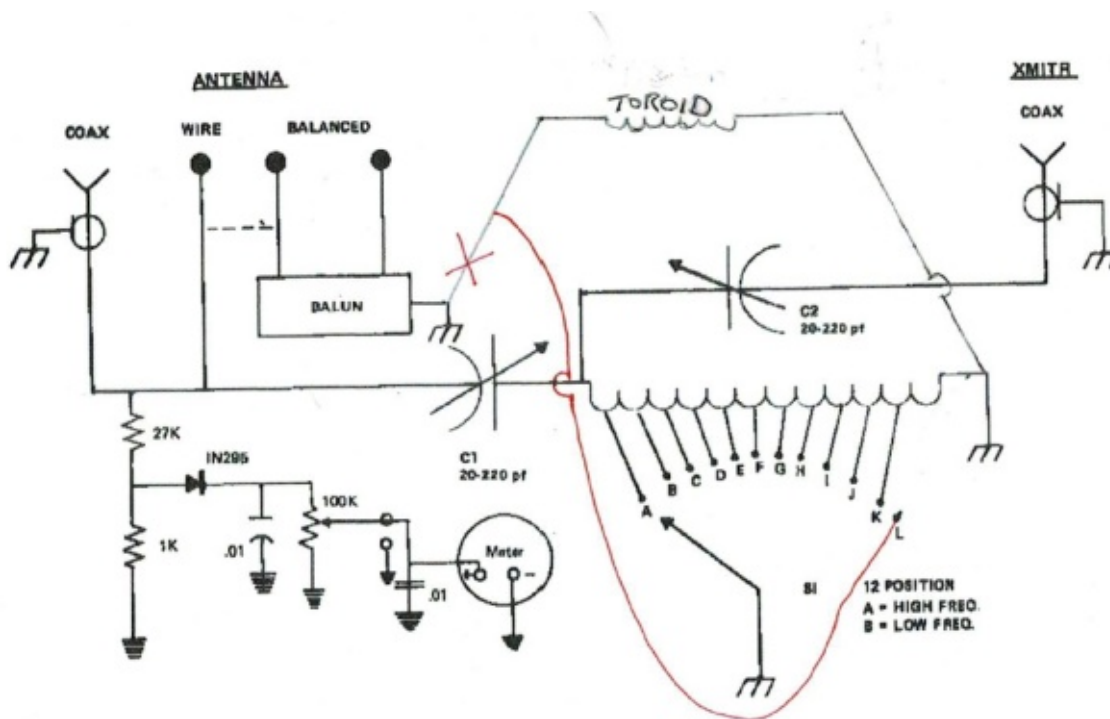 ANTENNA
XMITR
TOROID
COAX
WIRE
BALANCED
COAX
BALUN
C2
20-220 pf
27K
IN295
C1
20-220 pf
100K
1K
.01
.01
Meter
+
-
A
B
C
D
E
F
G
H
I
J
K
L
SI
12 POSITION
A = HIGH FREQ.
B = LOW FREQ.